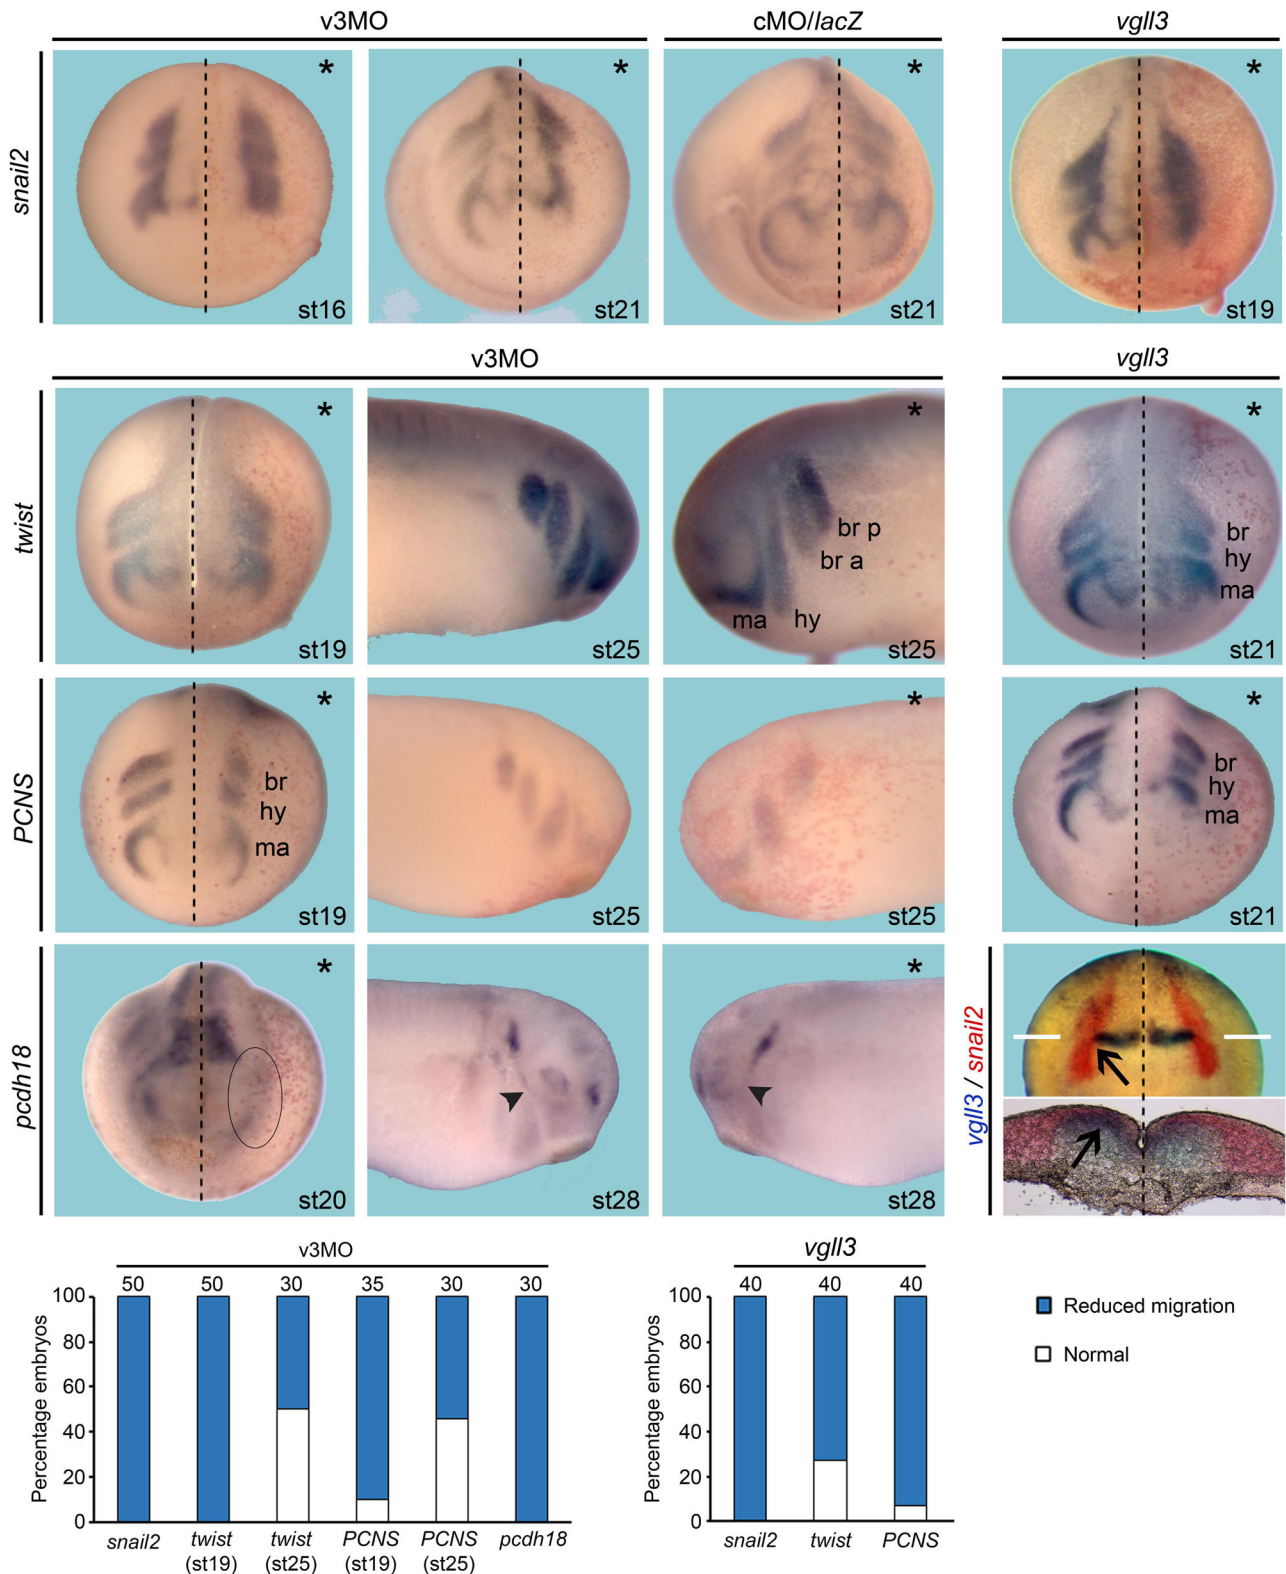 v3MO
cMO/lacZ
vgll3
snail2
*
st16
*
st21
*
st21
*
st19
v3MO
vgll3
twist
*
st19
st25
*
br p
br a
ma
hy
st25
*
br
hy
ma
st21
PCNS
*
br
hy
ma
st19
st25
*
st25
*
br
hy
ma
st21
pcdh18
*
st20
st28
*
st28
vgll3 / snail2
v3MO
50 50 30 35 30 30
Percentage embryos
100
80
60
40
20
0
snail2
twist (st19)
twist (st25)
PCNS (st19)
PCNS (st25)
pcdh18
vgll3
40 40 40
Percentage embryos
100
80
60
40
20
0
snail2
twist
PCNS
Reduced migration
Normal